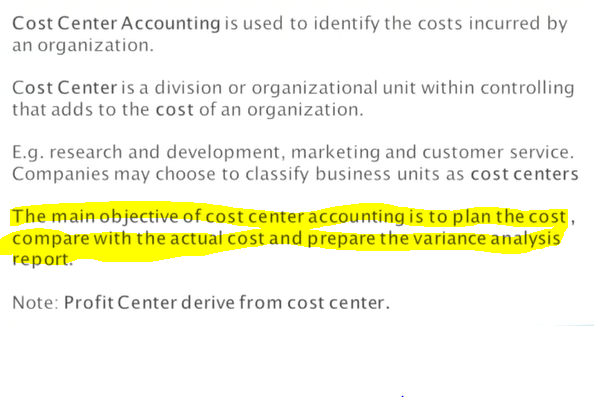 Cost Center Accounting is used to identify the costs incurred by
an organization.
Cost Center is a division or organizational unit within controlling
that adds to the cost of an organization.
E.g. research and development, marketing and customer service.
Companies may choose to classify business units as cost centers
The main objective of cost center accounting is to plan the cost ,
compare with the actual cost and prepare the variance analysis
report.
Note: Profit Center derive from cost center.